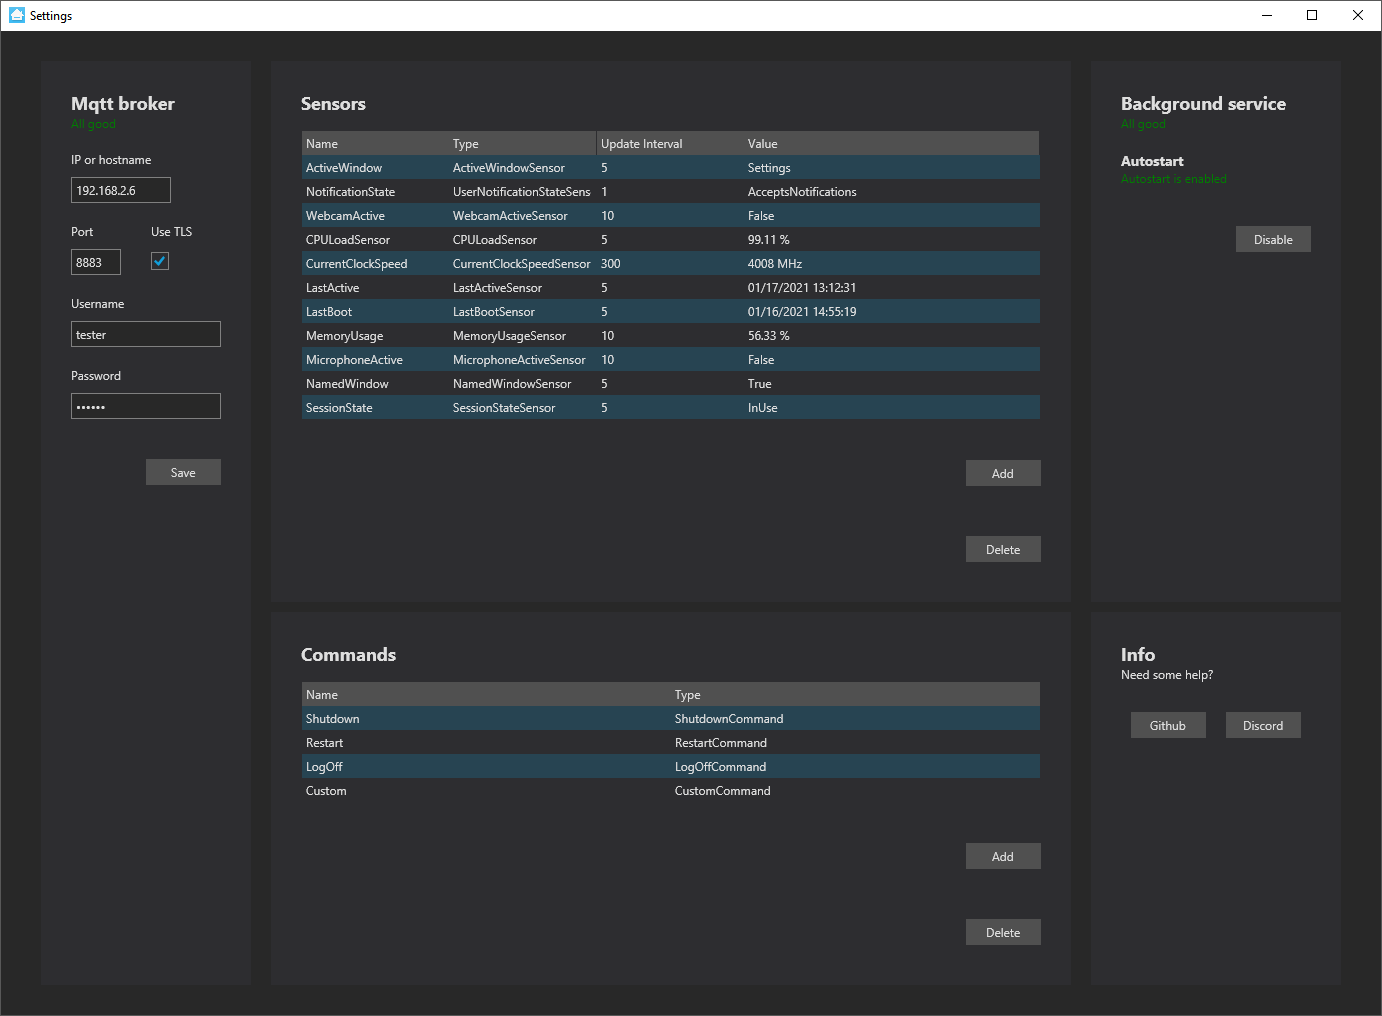 Settings
Mqtt broker
All good
IP or hostname
192.168.2.6
Port Use TLS
8883
Username
tester
Password
••••••
Save
Sensors
Name Type Update Interval Value
ActiveWindow ActiveWindowSensor 5 Settings
NotificationState UserNotificationStateSens 1 AcceptsNotifications
WebcamActive WebcamActiveSensor 10 False
CPULoadSensor CPULoadSensor 5 99.11 %
CurrentClockSpeed CurrentClockSpeedSensor 300 4008 MHz
LastActive LastActiveSensor 5 01/17/2021 13:12:31
LastBoot LastBootSensor 5 01/16/2021 14:55:19
MemoryUsage MemoryUsageSensor 10 56.33 %
MicrophoneActive MicrophoneActiveSensor 10 False
NamedWindow NamedWindowSensor 5 True
SessionState SessionStateSensor 5 InUse
Add
Delete
Commands
Name Type
Shutdown ShutdownCommand
Restart RestartCommand
LogOff LogOffCommand
Custom CustomCommand
Add
Delete
Background service
All good
Autostart
Autostart is enabled
Disable
Info
Need some help?
Github Discord